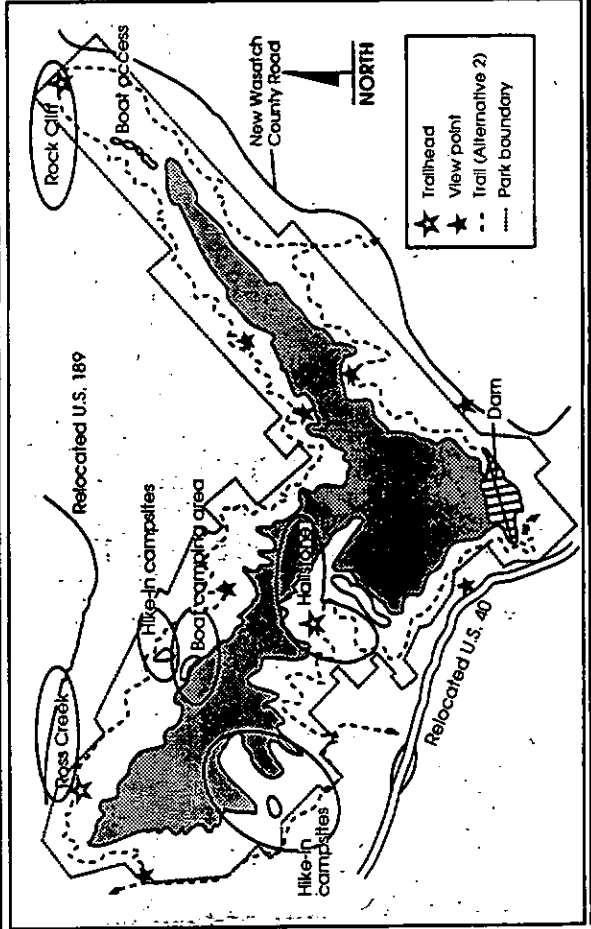 Rock Cliff
Boat access
New Wasatch
County Road
NORTH
Trailhead
View point
Trail (Alternative 2)
Park boundary
Relocated U.S. 189
Hike-in campsites
Boat camping area
Hailstone
Dam
Ross Creek
Relocated U.S. 40
Hike-in
campsites